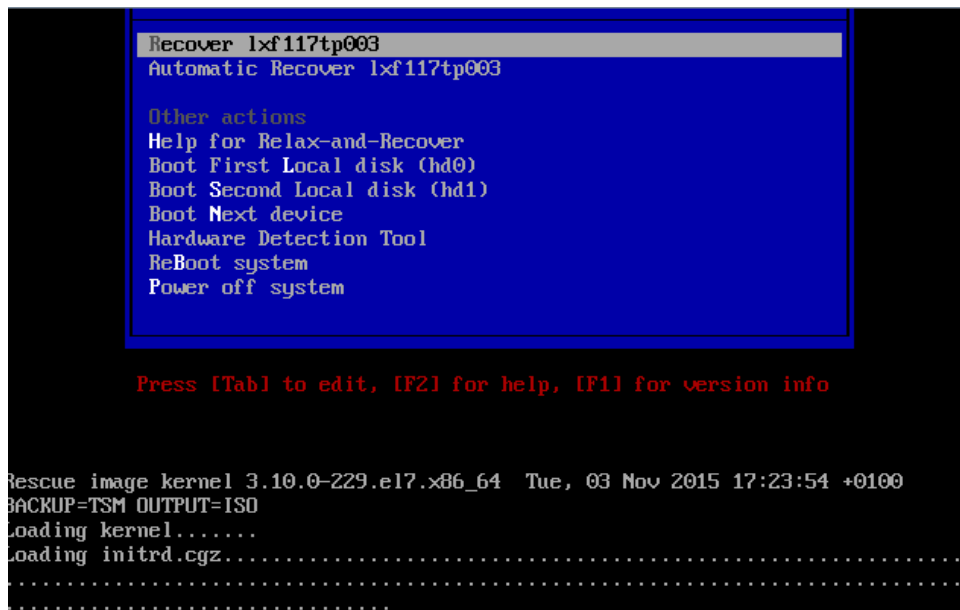 Recover lxf117tp003
Automatic Recover lxf117tp003
Other actions
Help for Relax-and-Recover
Boot First Local disk (hd0)
Boot Second Local disk (hd1)
Boot Next device
Hardware Detection Tool
ReBoot system
Power off system
Press [Tab] to edit, [F2] for help, [F1] for version info
Rescue image kernel 3.10.0-229.el7.x86_64  Tue, 03 Nov 2015 17:23:54 +0100
BACKUP=TSM OUTPUT=ISO
Loading kernel.......
Loading initrd.cgz.............................................................
................................................................................
................................